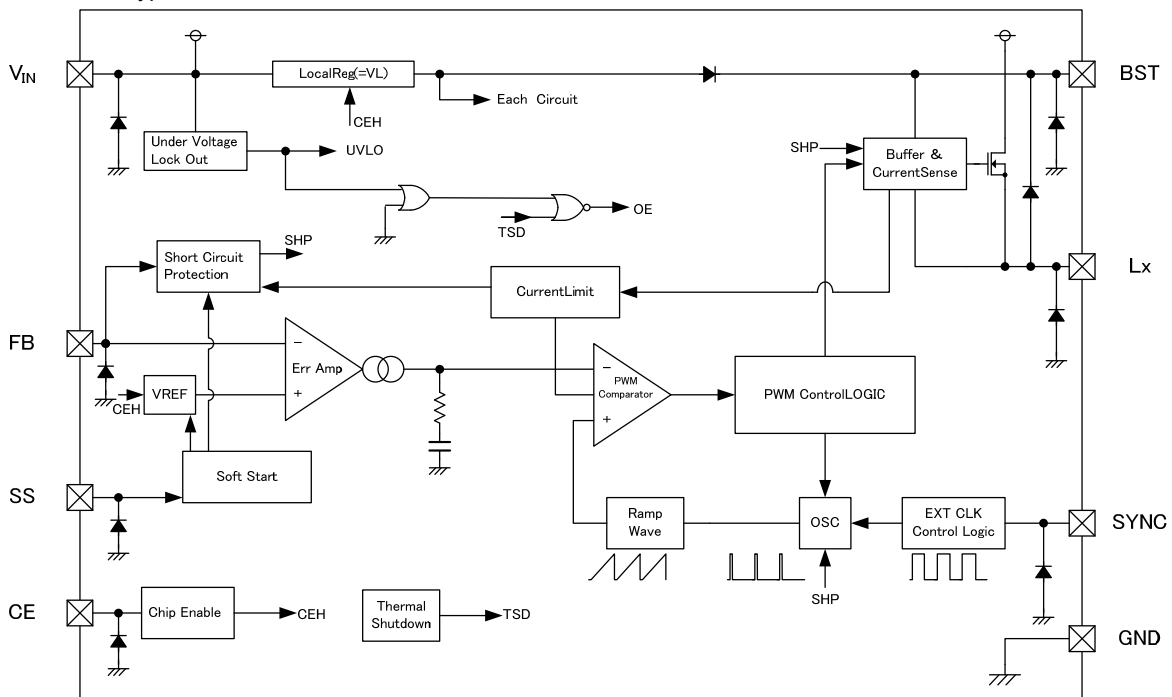 VIN
LocalReg(=VL)
BST
Each Circuit
CEH
Under Voltage
Lock Out
UVLO
SHP
Buffer &
CurrentSense
OE
TSD
SHP
Short Circuit
Protection
CurrentLimit
Lx
FB
−
Err Amp
+
CEH
VREF
−
PWM
Comparator
+
PWM ControlLOGIC
Soft Start
SS
Ramp
Wave
OSC
EXT CLK
Control Logic
SYNC
SHP
CE
Chip Enable
CEH
Thermal
Shutdown
TSD
GND